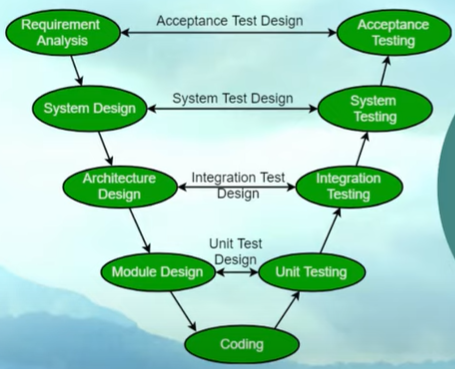 Requirement
Analysis
Acceptance Test Design
Acceptance
Testing
System Design
System Test Design
System
Testing
Architecture
Design
Integration Test
Design
Integration
Testing
Module Design
Unit Test
Design
Unit Testing
Coding